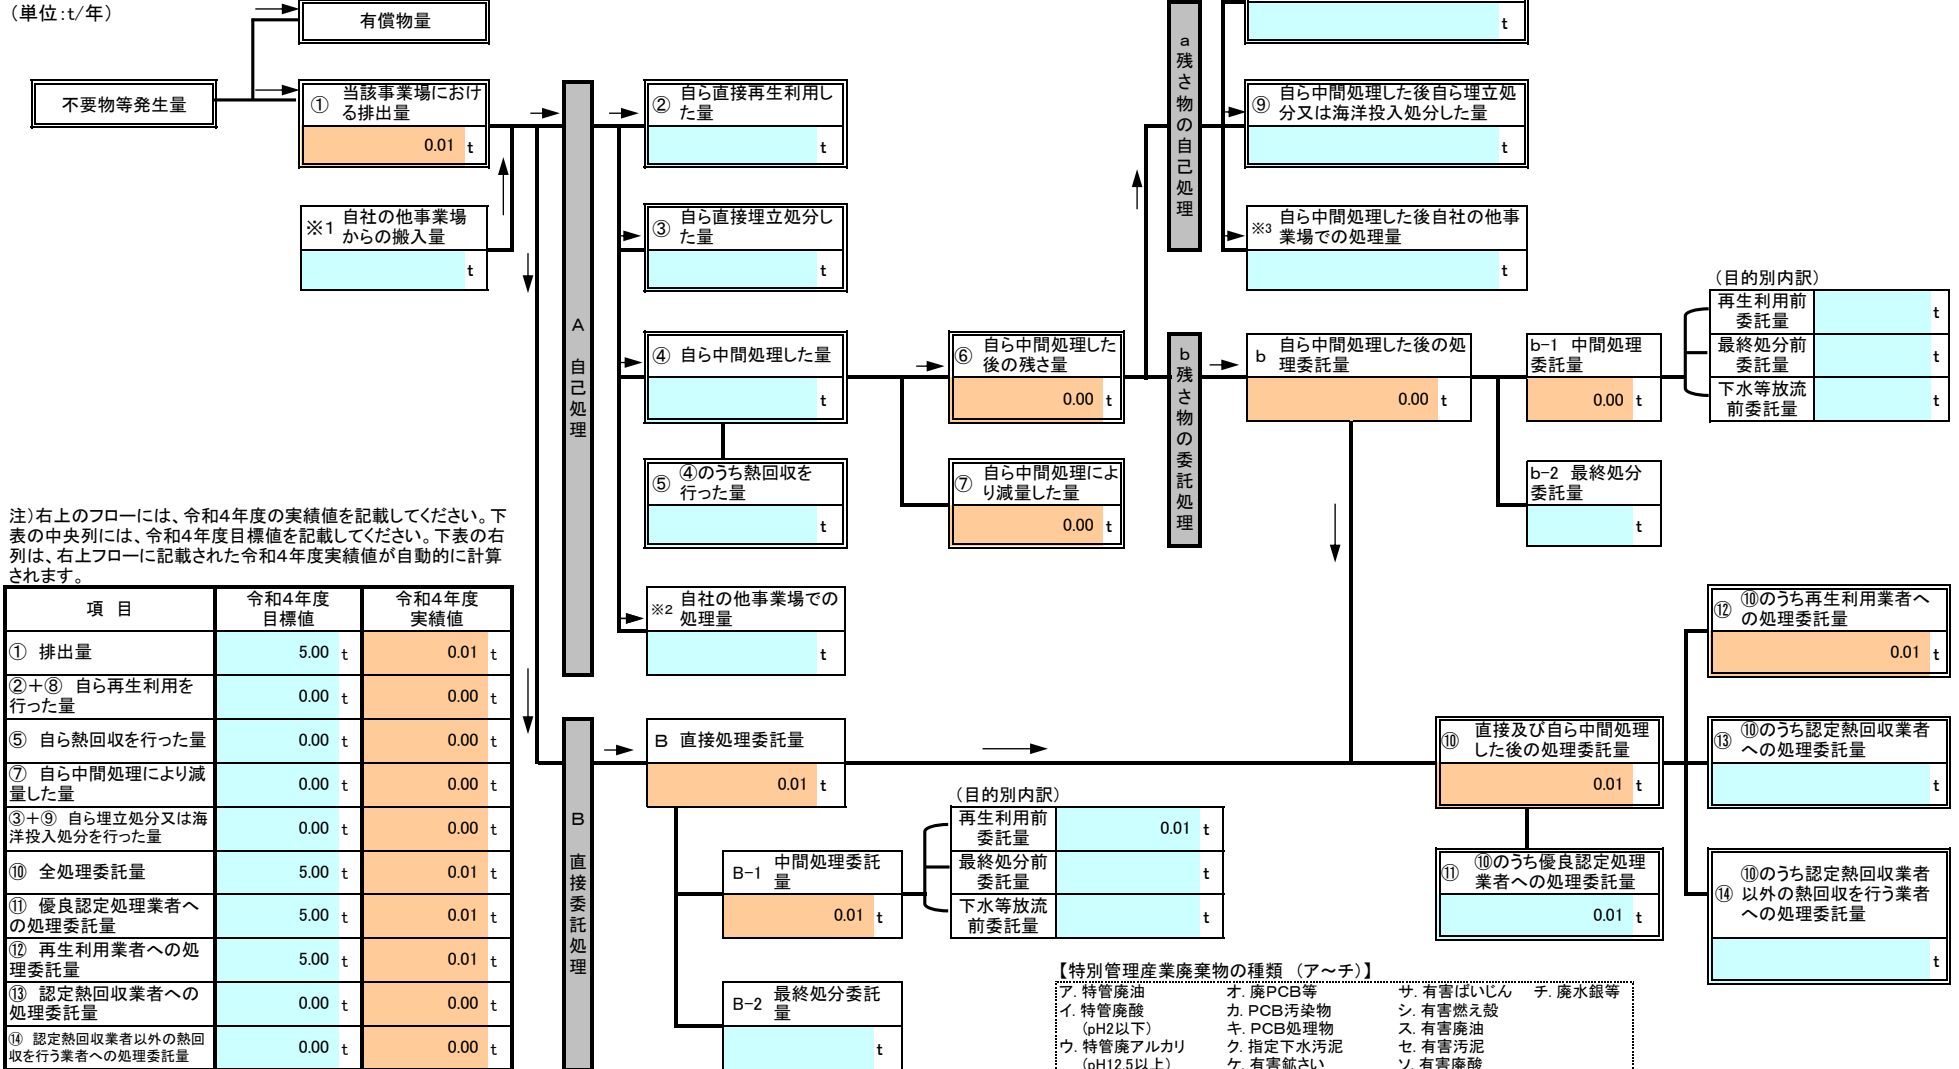 （単位:t/年）
有償物量
不要物等発生量
① 当該事業場におけ
る排出量
0.01 t
※1 自社の他事業場
からの搬入量
t
A 自己処理
② 自ら直接再生利用し
た量
t
③ 自ら直接埋立処分し
た量
t
④ 自ら中間処理した量
t
⑤ ④のうち熱回収を
行った量
t
※2 自社の他事業場での
処理量
t
⑥ 自ら中間処理した
後の残さ量
0.00 t
⑦ 自ら中間処理によ
り減量した量
0.00 t
a 残さ物の自己処理
t
⑨ 自ら中間処理した後自ら埋立処
分又は海洋投入処分した量
t
※3 自ら中間処理した後自社の他事
業場での処理量
t
b 残さ物の委託処理
b 自ら中間処理した後の処
理委託量
0.00 t
b-1 中間処理
委託量
0.00 t
b-2 最終処分
委託量
t
（目的別内訳）
再生利用前
委託量
t
最終処分前
委託量
t
下水等放流
前委託量
t
注）右上のフローには、令和4年度の実績値を記載してください。下
表の中央列には、令和4年度目標値を記載してください。下表の右
列は、右上フローに記載された令和4年度実績値が自動的に計算
されます。
項 目
令和4年度
目標値
令和4年度
実績値
① 排出量
5.00 t
0.01 t
②＋⑧ 自ら再生利用を
行った量
0.00 t
0.00 t
⑤ 自ら熱回収を行った量
0.00 t
0.00 t
⑦ 自ら中間処理により減
量した量
0.00 t
0.00 t
③＋⑨ 自ら埋立処分又は海
洋投入処分を行った量
0.00 t
0.00 t
⑩ 全処理委託量
5.00 t
0.01 t
⑪ 優良認定処理業者へ
の処理委託量
5.00 t
0.01 t
⑫ 再生利用業者への処
理委託量
5.00 t
0.01 t
⑬ 認定熱回収業者への
処理委託量
0.00 t
0.00 t
⑭ 認定熱回収業者以外の熱回
収を行う業者への処理委託量
0.00 t
0.00 t
B 直接委託処理
B 直接処理委託量
0.01 t
B-1 中間処理委託
量
0.01 t
B-2 最終処分委託
量
t
（目的別内訳）
再生利用前
委託量
0.01 t
最終処分前
委託量
t
下水等放流
前委託量
t
⑩ 直接及び自ら中間処理
した後の処理委託量
0.01 t
⑪ ⑩のうち優良認定処理
業者への処理委託量
0.01 t
⑫ ⑩のうち再生利用業者へ
の処理委託量
0.01 t
⑬ ⑩のうち認定熱回収業者
への処理委託量
t
⑭ ⑩のうち認定熱回収業者
以外の熱回収を行う業者
への処理委託量
t
【特別管理産業廃棄物の種類 （ア～チ）】
ア. 特管廃油 オ. 廃PCB等 サ. 有害ばいじん チ. 廃水銀等
イ. 特管廃酸 カ. PCB汚染物 シ. 有害燃え殻
（pH2以下） キ. PCB処理物 ス. 有害廃油
ウ. 特管廃アルカリ ク. 指定下水汚泥 セ. 有害汚泥
（pH12.5以上） ケ. 有害鉱さい ソ. 有害廃酸